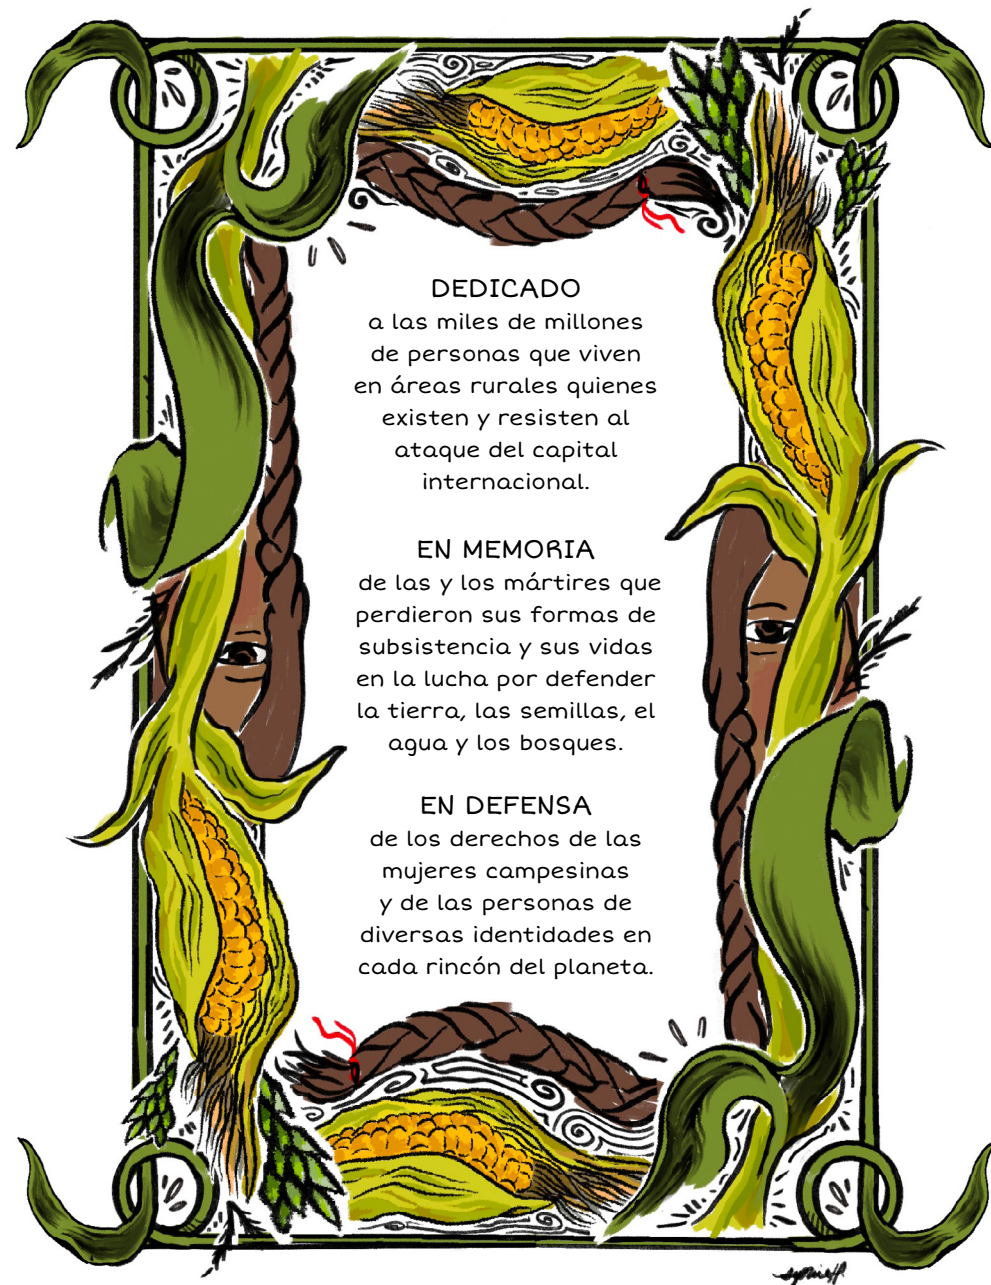 DEDICADO
a las miles de millones
de personas que viven
en áreas rurales quienes
existen y resisten al
ataque del capital
internacional.
EN MEMORIA
de las y los mártires que
perdieron sus formas de
subsistencia y sus vidas
en la lucha por defender
la tierra, las semillas, el
agua y los bosques.
EN DEFENSA
de los derechos de las
mujeres campesinas
y de las personas de
diversas identidades en
cada rincón del planeta.